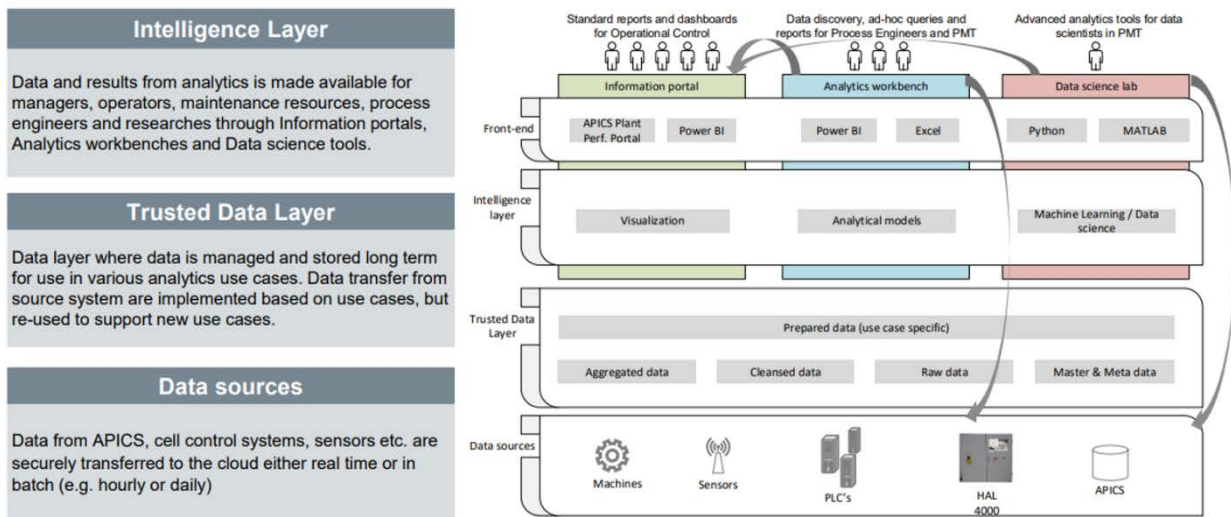 Intelligence Layer
Data and results from analytics is made available for
managers, operators, maintenance resources, process
engineers and researches through Information portals,
Analytics workbenches and Data science tools.
Trusted Data Layer
Data layer where data is managed and stored long term
for use in various analytics use cases. Data transfer from
source system are implemented based on use cases, but
re-used to support new use cases.
Data sources
Data from APICS, cell control systems, sensors etc. are
securely transferred to the cloud either real time or in
batch (e.g. hourly or daily)
Standard reports and dashboards
for Operational Control
Data discovery, ad-hoc queries and
reports for Process Engineers and PMT
Advanced analytics tools for data
scientists in PMT
Information portal
Analytics workbench
Data science lab
Front-end
APICS Plant
Perf. Portal
Power BI
Power BI
Excel
Python
MATLAB
Intelligence
layer
Visualization
Analytical models
Machine Learning / Data
science
Trusted Data
Layer
Prepared data (use case specific)
Aggregated data
Cleansed data
Raw data
Master & Meta data
Data sources
Machines
Sensors
PLC's
HAL
4000
APICS